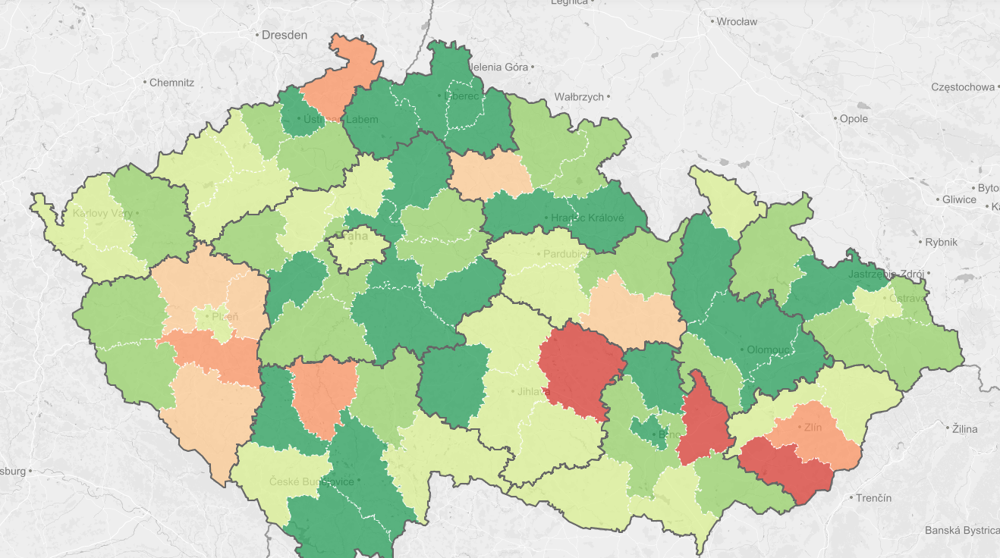 Legnica
Wrocław
Dresden
Jelenia Góra
Chemnitz
Częstochowa
Liberec
Wałbrzych
Opole
Ústí nad Labem
Gliwice
Karlovy Vary
Hradec Králové
Praha
Rybnik
Pardubice
Jastrzębie-Zdrój
Ostrava
Plzeň
Olomouc
Jihlava
Brno
Zlín
Žilina
sburg
České Budějovice
Trenčín
Banská Bystrica